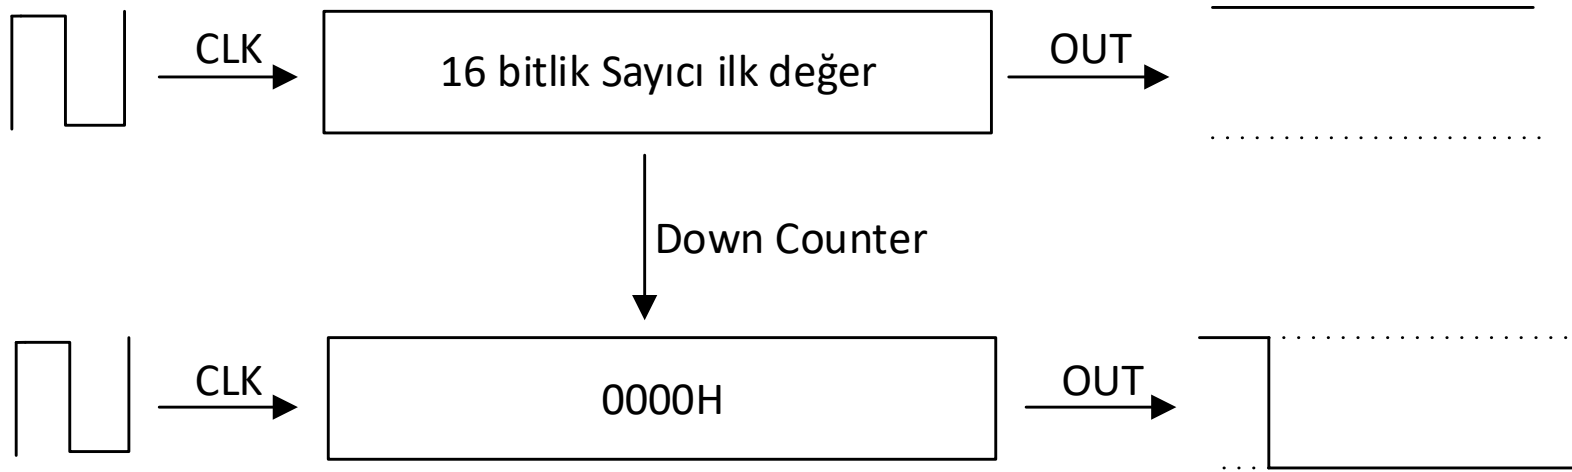 CLK
16 bitlik Sayıcı ilk değer
OUT
Down Counter
CLK
0000H
OUT